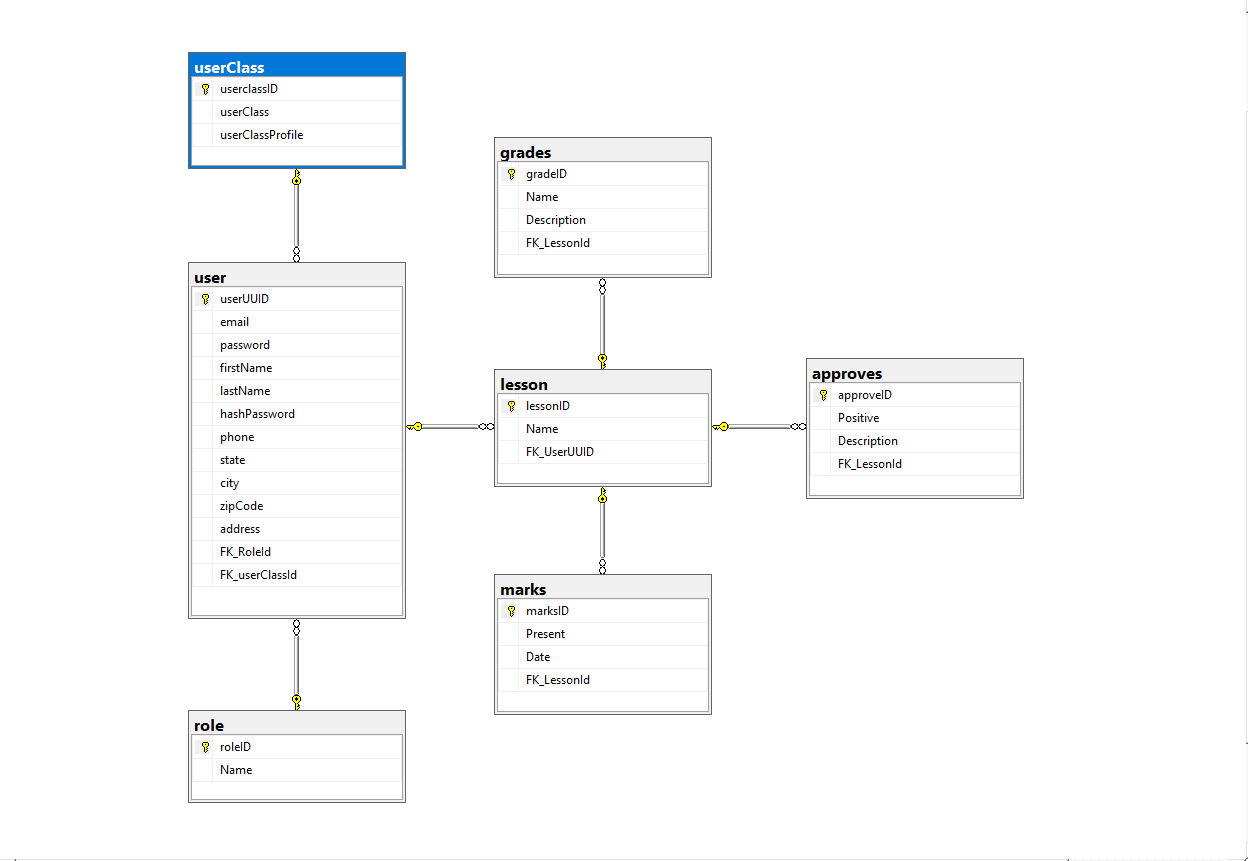 userClass
userclassID
userClass
userClassProfile
grades
gradeID
Name
Description
FK_LessonId
user
userUUID
email
password
firstName
lastName
hashPassword
phone
state
city
zipCode
address
FK_RoleId
FK_userClassId
lesson
lessonID
Name
FK_UserUUID
approves
approveID
Positive
Description
FK_LessonId
marks
marksID
Present
Date
FK_LessonId
role
roleID
Name